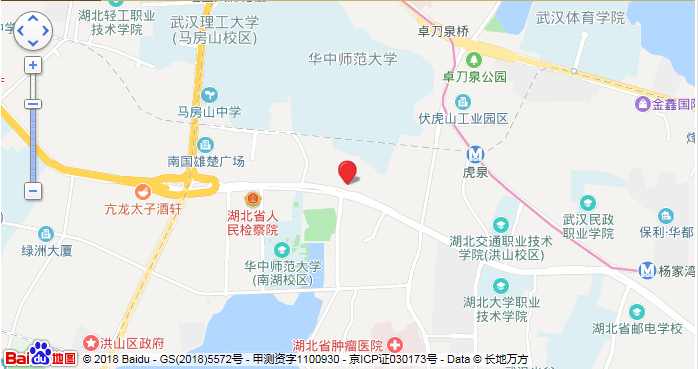 湖北轻工职业
技术学院
武汉理工大学
(马房山校区)
武汉体育学院
卓刀泉桥
华中师范大学
卓刀泉公园
绿洲
马房山中学
伏虎山工业园区
金鑫国际
南国雄楚广场
虎泉
亢龙太子酒轩
湖北省人
民检察院
武汉民政
职业学院
保利·华都
绿洲大厦
华中师范大学
(南湖校区)
湖北交通职业技术
学院(洪山校区)
杨家湾
湖北大学职业
技术学院
湖北省邮电学校
洪山区政府
湖北省肿瘤医院
Bai du 地图
© 2018 Baidu - GS(2018)5572号 - 甲测资字1100930 - 京ICP证030173号 - Data © 长地万方